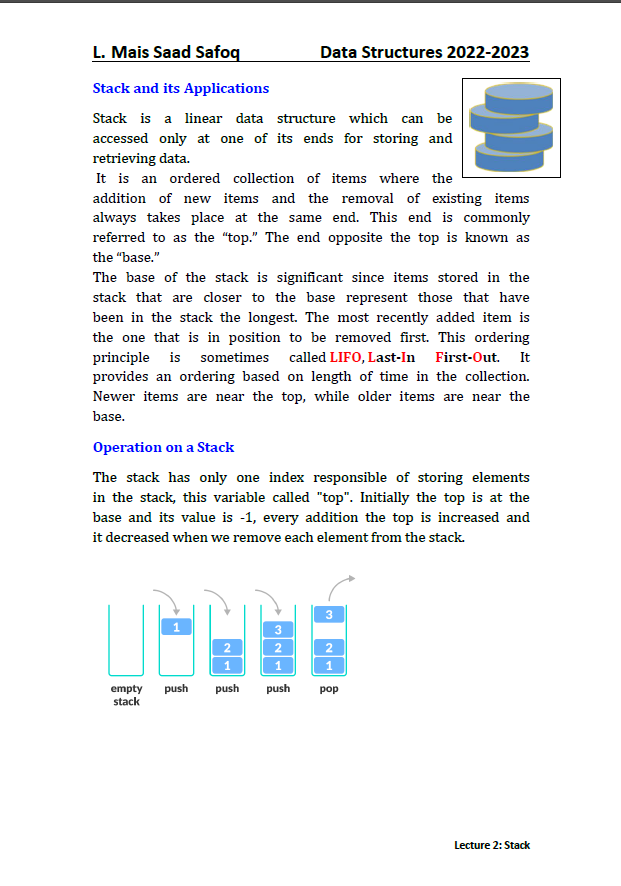 L. Mais Saad Safoq Data Structures 2022-2023
Stack and its Applications
Stack is a linear data structure which can be
accessed only at one of its ends for storing and
retrieving data.
It is an ordered collection of items where the
addition of new items and the removal of existing items
always takes place at the same end. This end is commonly
referred to as the “top.” The end opposite the top is known as
the “base.”
The base of the stack is significant since items stored in the
stack that are closer to the base represent those that have
been in the stack the longest. The most recently added item is
the one that is in position to be removed first. This ordering
principle is sometimes called LIFO, Last-In First-Out. It
provides an ordering based on length of time in the collection.
Newer items are near the top, while older items are near the
base.
Operation on a Stack
The stack has only one index responsible of storing elements
in the stack, this variable called "top". Initially the top is at the
base and its value is -1, every addition the top is increased and
it decreased when we remove each element from the stack.
3
1 3
2 2 2
1 1 1
empty push push push pop
stack
Lecture 2: Stack